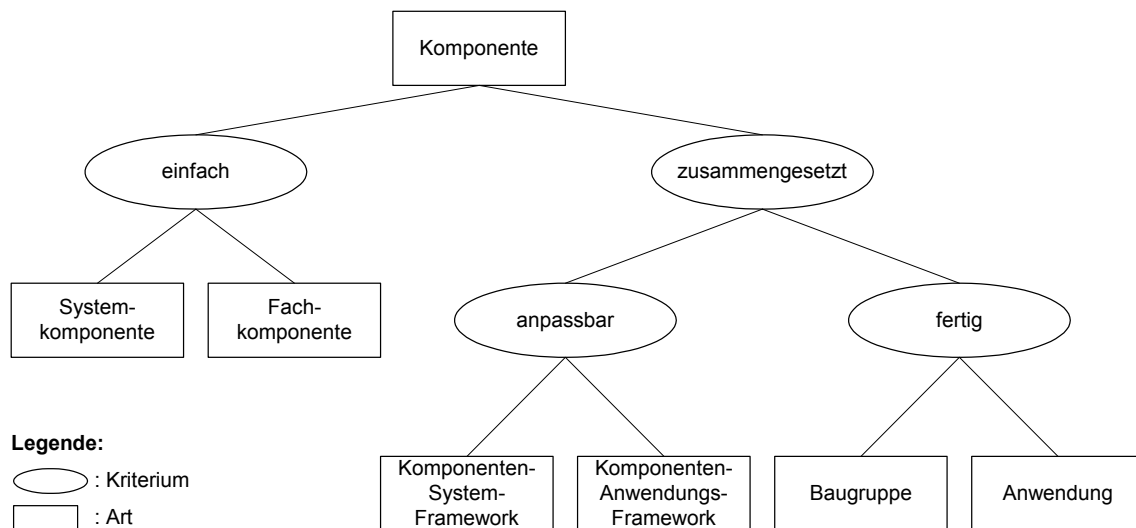 Komponente
einfach
zusammengesetzt
System-
komponente
Fach-
komponente
anpassbar
fertig
Legende:
: Kriterium
: Art
Komponenten-
System-
Framework
Komponenten-
Anwendungs-
Framework
Baugruppe
Anwendung